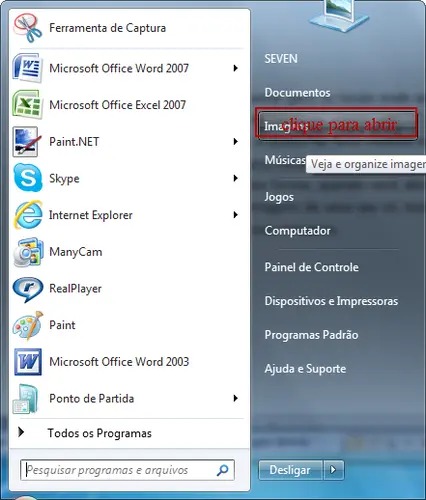 Ferramenta de Captura
Microsoft Office Word 2007
Microsoft Office Excel 2007
Paint.NET
Skype
Internet Explorer
ManyCam
RealPlayer
Paint
Microsoft Office Word 2003
Ponto de Partida
Todos os Programas
Pesquisar programas e arquivos
SEVEN
Documentos
clique para abrir
Músicas
Veja e organize imagen
Jogos
Computador
Painel de Controle
Dispositivos e Impressoras
Programas Padrão
Ajuda e Suporte
Desligar